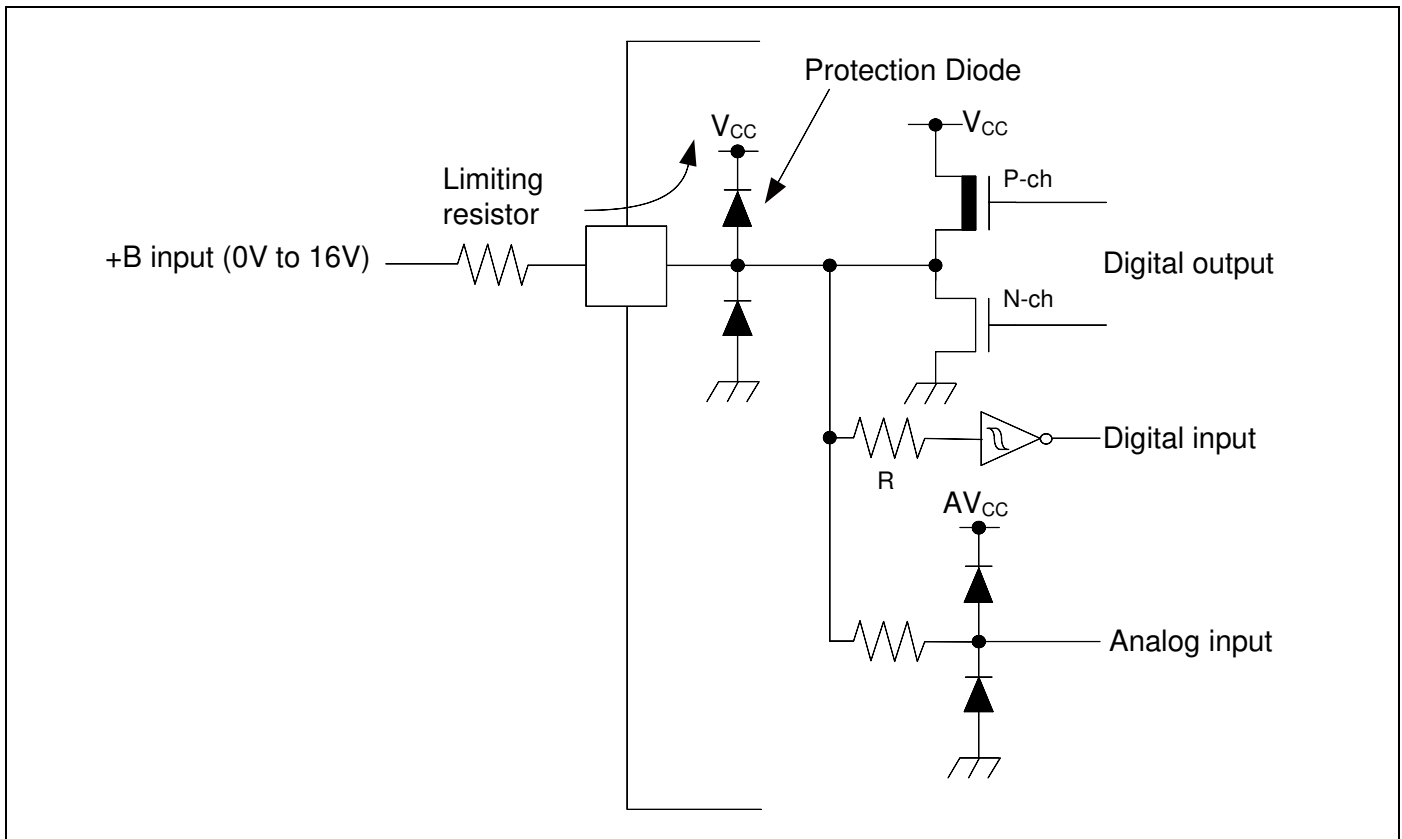 Protection Diode
VCC
VCC
Limiting
resistor
P-ch
+B input (0V to 16V)
Digital output
N-ch
Digital input
R
AVCC
Analog input